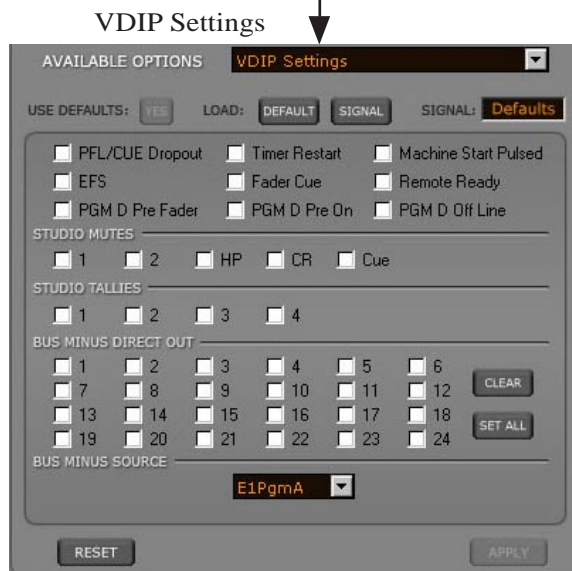 VDIP Settings
AVAILABLE OPTIONS VDIP Settings
USE DEFAULTS: YES LOAD: DEFAULT SIGNAL SIGNAL: Defaults
PFL/CUE Dropout Timer Restart Machine Start Pulsed
EFS Fader Cue Remote Ready
PGM D Pre Fader PGM D Pre On PGM D Off Line
STUDIO MUTES
1 2 HP CR Cue
STUDIO TALLIES
1 2 3 4
BUS MINUS DIRECT OUT
1 2 3 4 5 6
7 8 9 10 11 12 CLEAR
13 14 15 16 17 18
19 20 21 22 23 24 SET ALL
BUS MINUS SOURCE
E1PgmA
RESET APPLY